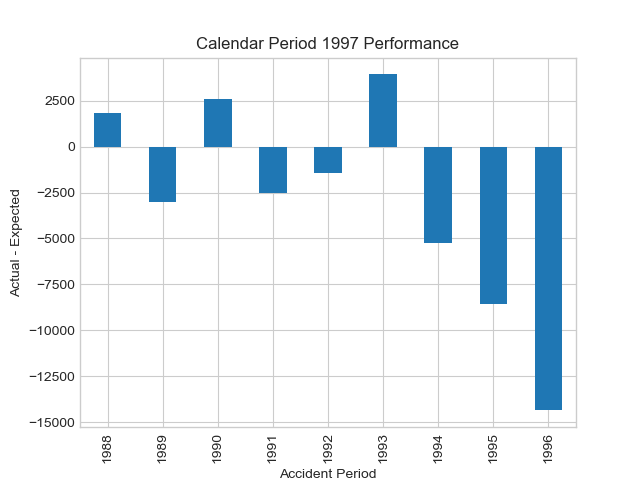 Calendar Period 1997 Performance
2500
0
−2500
−5000
−7500
−10000
−12500
−15000
Actual - Expected
1988 1989 1990 1991 1992 1993 1994 1995 1996
Accident Period